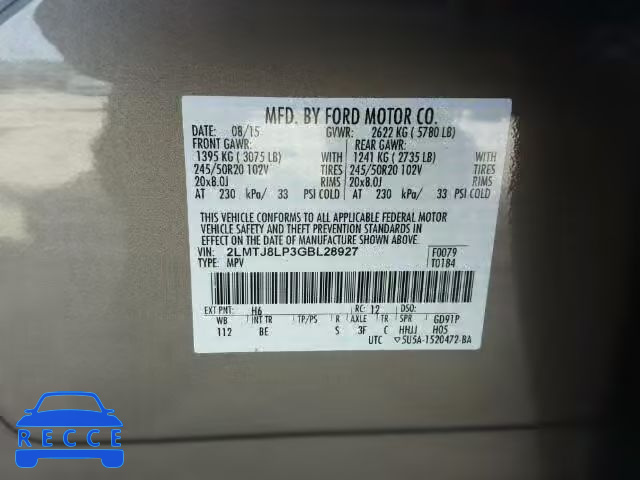 MFD. BY FORD MOTOR CO.
DATE: 08/15 GVWR: 2622 KG ( 5780 LB)
FRONT GAWR: REAR GAWR:
1395 KG ( 3075 LB) WITH 1241 KG ( 2735 LB) WITH
245/50R20 102V TIRES 245/50R20 102V TIRES
20x8.0J RIMS 20x8.0J RIMS
AT 230 kPa/ 33 PSI COLD AT 230 kPa/ 33 PSI COLD
THIS VEHICLE CONFORMS TO ALL APPLICABLE FEDERAL MOTOR
VEHICLE SAFETY AND THEFT PREVENTION STANDARDS IN
EFFECT ON THE DATE OF MANUFACTURE SHOWN ABOVE.
VIN: 2LMTJ8LP3GBL28927 F0079
TYPE: MPV T0184
EXT PNT: H6 RC: 12 DSO:
WB INT TR TP/PS R AXLE TR SPR GD91P
112 BE S 3F C HHJJ H05
UTC ▽5U5A-1520472-BA
RECCE